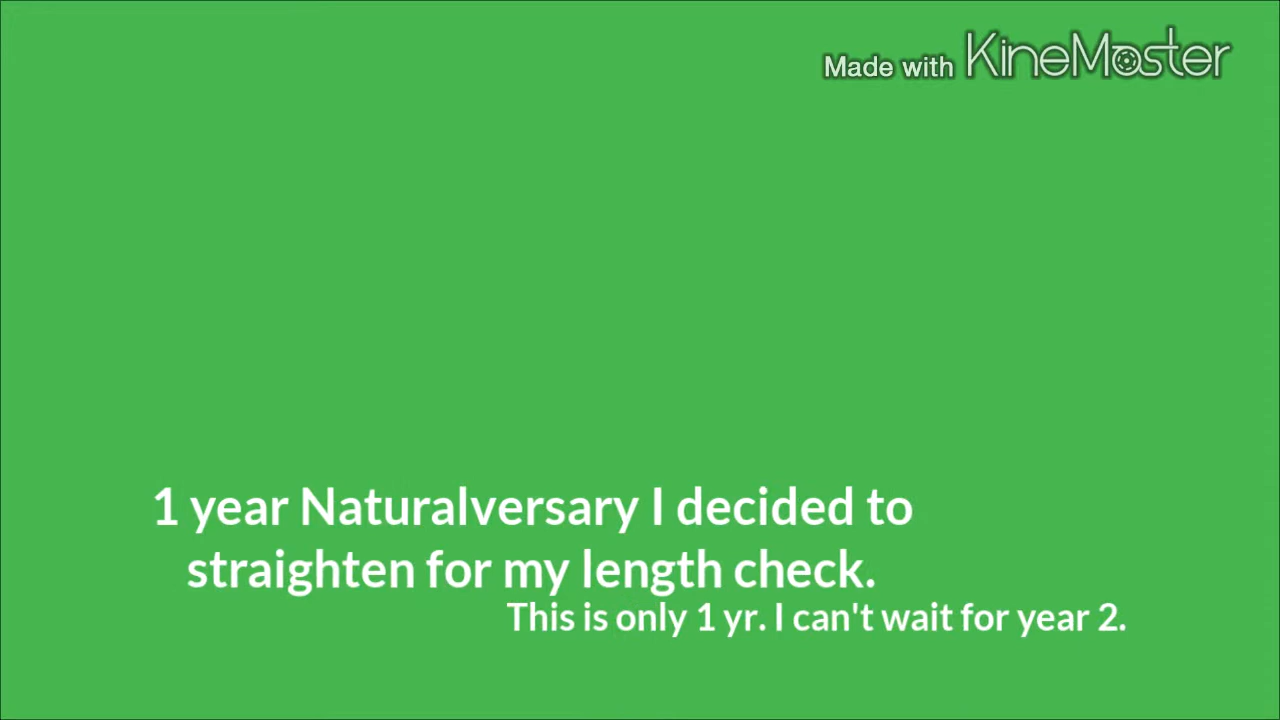 Made with KineMaster
1 year Naturalversary I decided to
straighten for my length check.
This is only 1 yr. I can't wait for year 2.